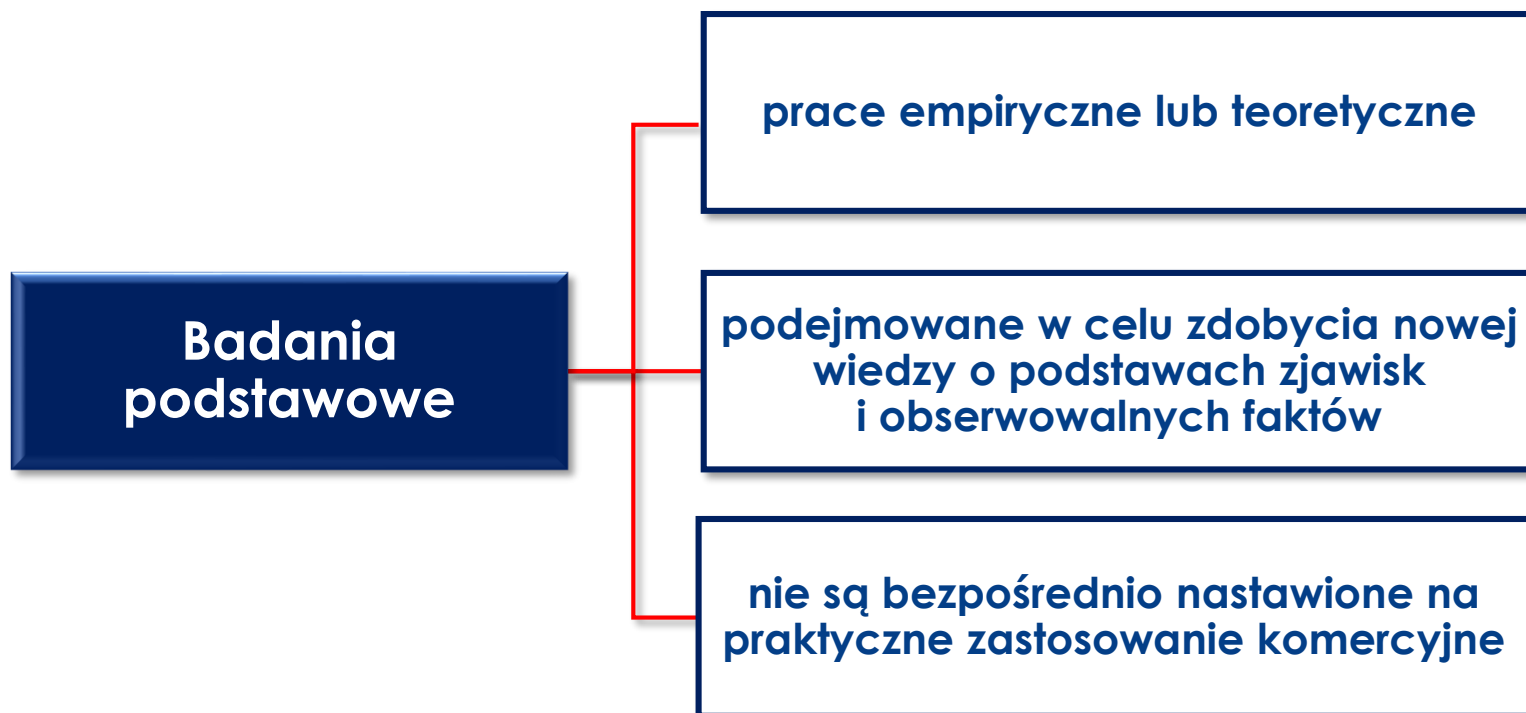 prace empiryczne lub teoretyczne
Badania
podstawowe
podejmowane w celu zdobycia nowej
wiedzy o podstawach zjawisk
i obserwowalnych faktów
nie są bezpośrednio nastawione na
praktyczne zastosowanie komercyjne